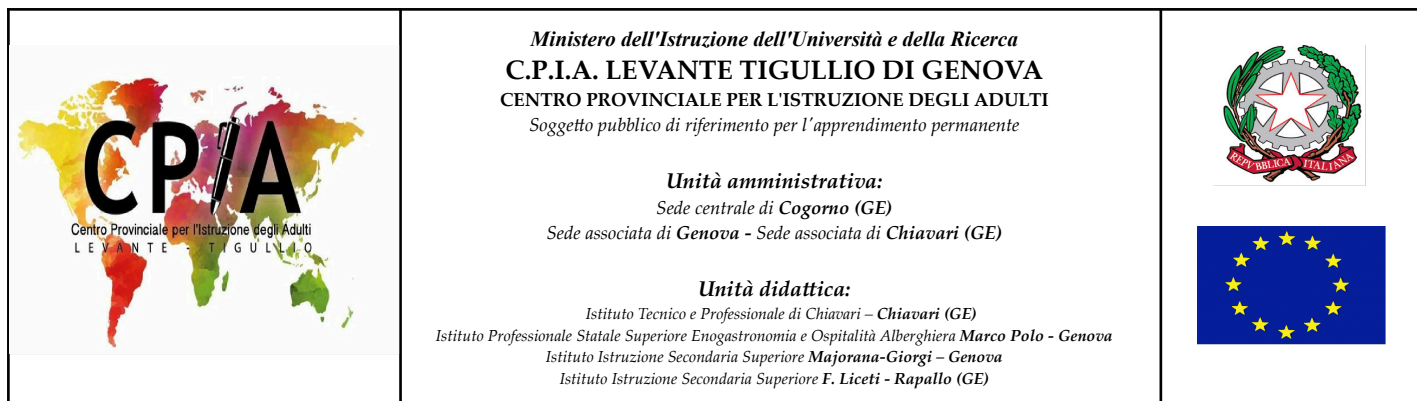 CPIA
Centro Provinciale per l'Istruzione degli Adulti
LEVANTE - TIGULLIO
Ministero dell'Istruzione dell'Università e della Ricerca
C.P.I.A. LEVANTE TIGULLIO DI GENOVA
CENTRO PROVINCIALE PER L'ISTRUZIONE DEGLI ADULTI
Soggetto pubblico di riferimento per l'apprendimento permanente
Unità amministrativa:
Sede centrale di Cogorno (GE)
Sede associata di Genova - Sede associata di Chiavari (GE)
Unità didattica:
Istituto Tecnico e Professionale di Chiavari – Chiavari (GE)
Istituto Professionale Statale Superiore Enogastronomia e Ospitalità Alberghiera Marco Polo - Genova
Istituto Istruzione Secondaria Superiore Majorana-Giorgi – Genova
Istituto Istruzione Secondaria Superiore F. Liceti - Rapallo (GE)
REPVBBLICA ITALIANA